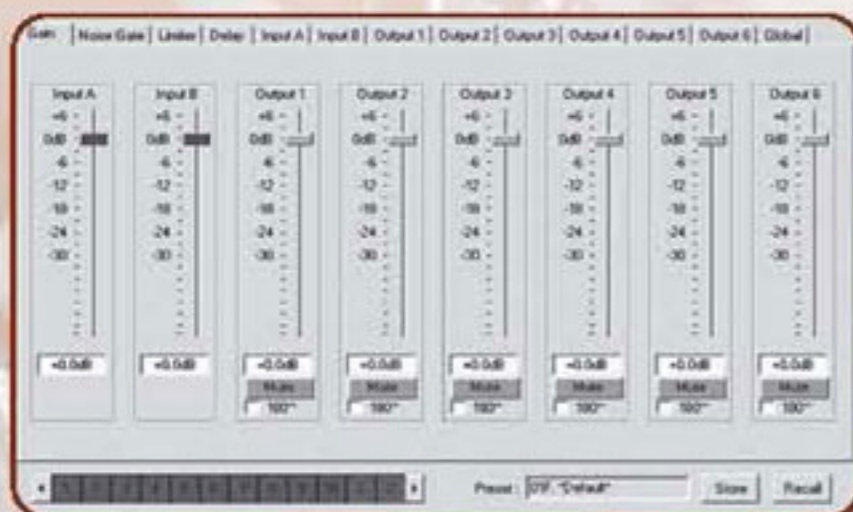 Gain | Noise Gate | Limiter | Delay | Input A | Input B | Output 1 | Output 2 | Output 3 | Output 4 | Output 5 | Output 6 | Global |
Input A Input B Output 1 Output 2 Output 3 Output 4 Output 5 Output 6
+6 +6 +6 +6 +6 +6 +6 +6
0dB 0dB 0dB 0dB 0dB 0dB 0dB 0dB
-6 -6 -6 -6 -6 -6 -6 -6
-12 -12 -12 -12 -12 -12 -12 -12
-18 -18 -18 -18 -18 -18 -18 -18
-24 -24 -24 -24 -24 -24 -24 -24
-30 -30 -30 -30 -30 -30 -30 -30
+0.0dB +0.0dB +0.0dB +0.0dB +0.0dB +0.0dB +0.0dB +0.0dB
Mute Mute Mute Mute Mute Mute
180° 180° 180° 180° 180° 180°
Preset: "Default" Store Recall